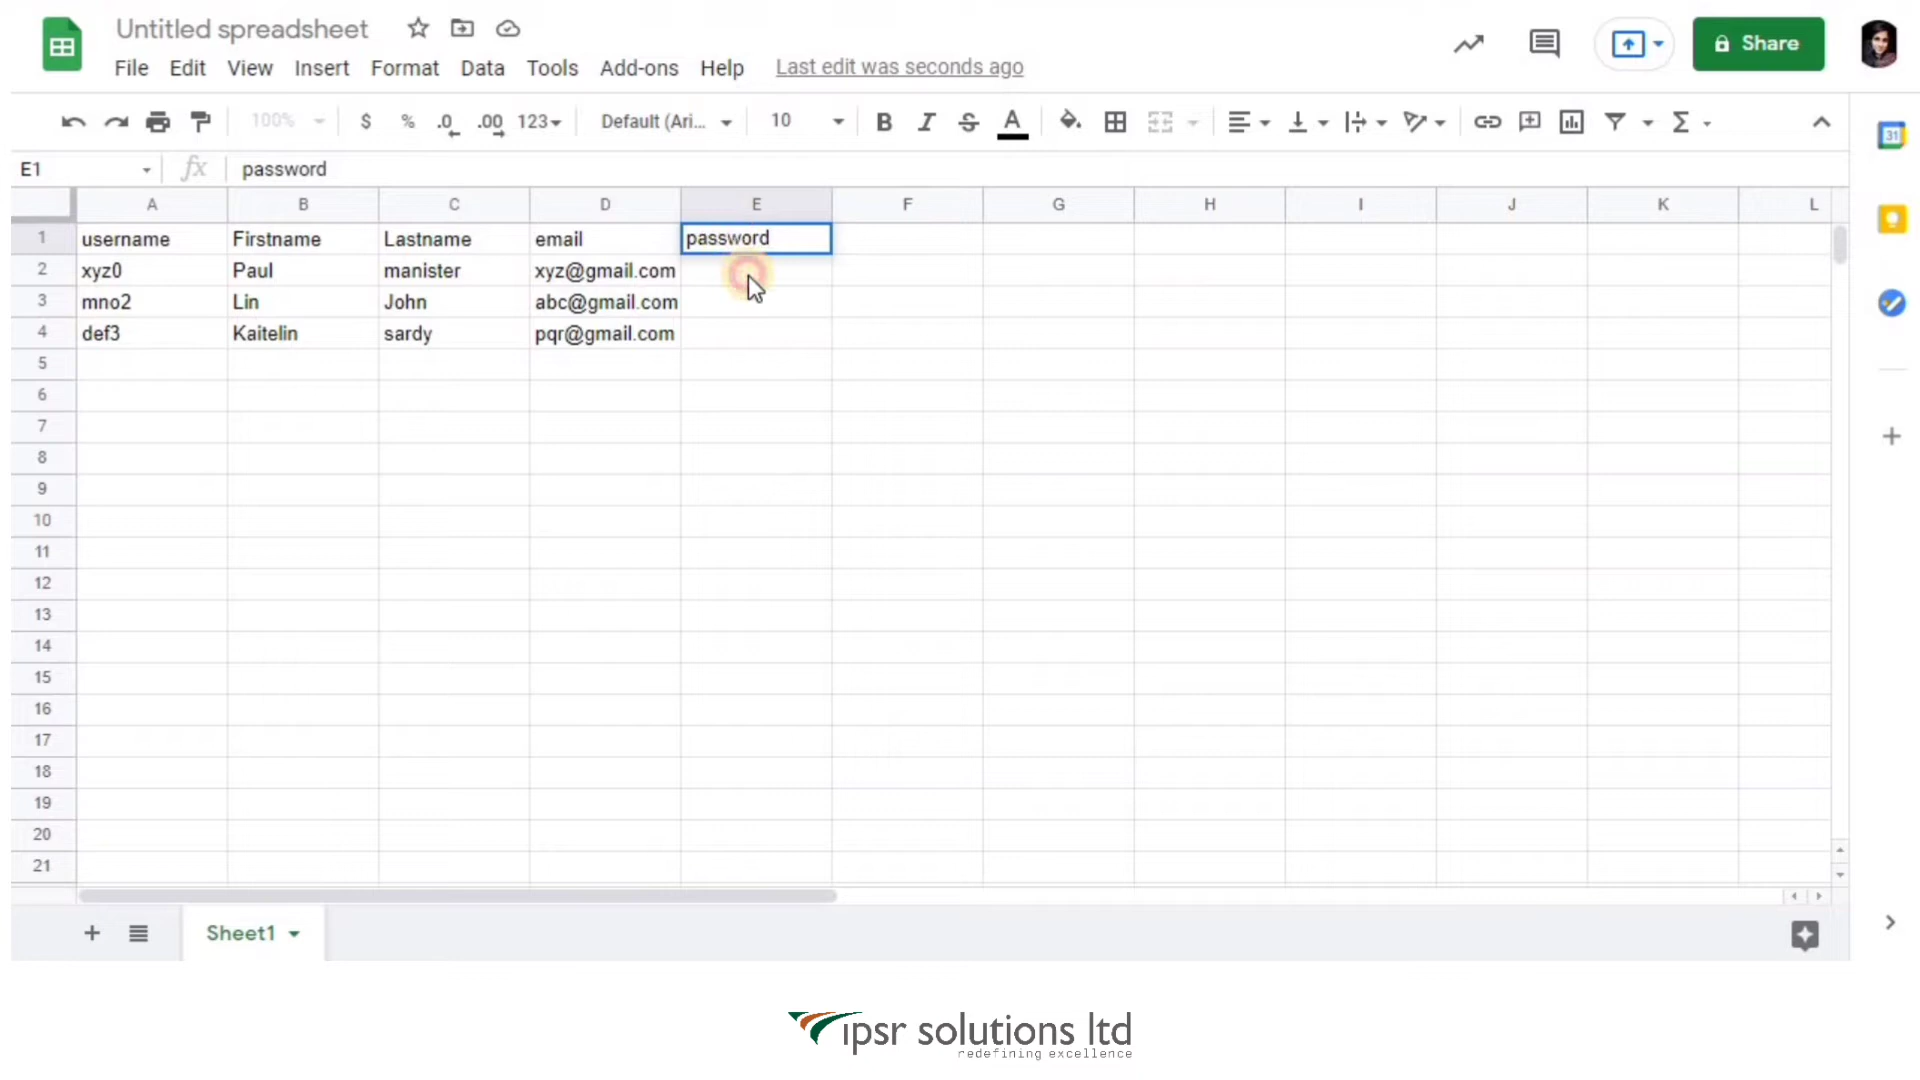 Untitled spreadsheet
File Edit View Insert Format Data Tools Add-ons Help Last edit was seconds ago
Share
100% $ % .0 .00 123 Default (Ari... 10 B I S A Σ
31
E1 fx password
A B C D E F G H I J K L
1 username Firstname Lastname email password
2 xyz0 Paul manister xyz@gmail.com
3 mno2 Lin John abc@gmail.com
4 def3 Kaitelin sardy pqr@gmail.com
5
6
7
8
9
10
11
12
13
14
15
16
17
18
19
20
21
Sheet1
ipsr solutions ltd
redefining excellence